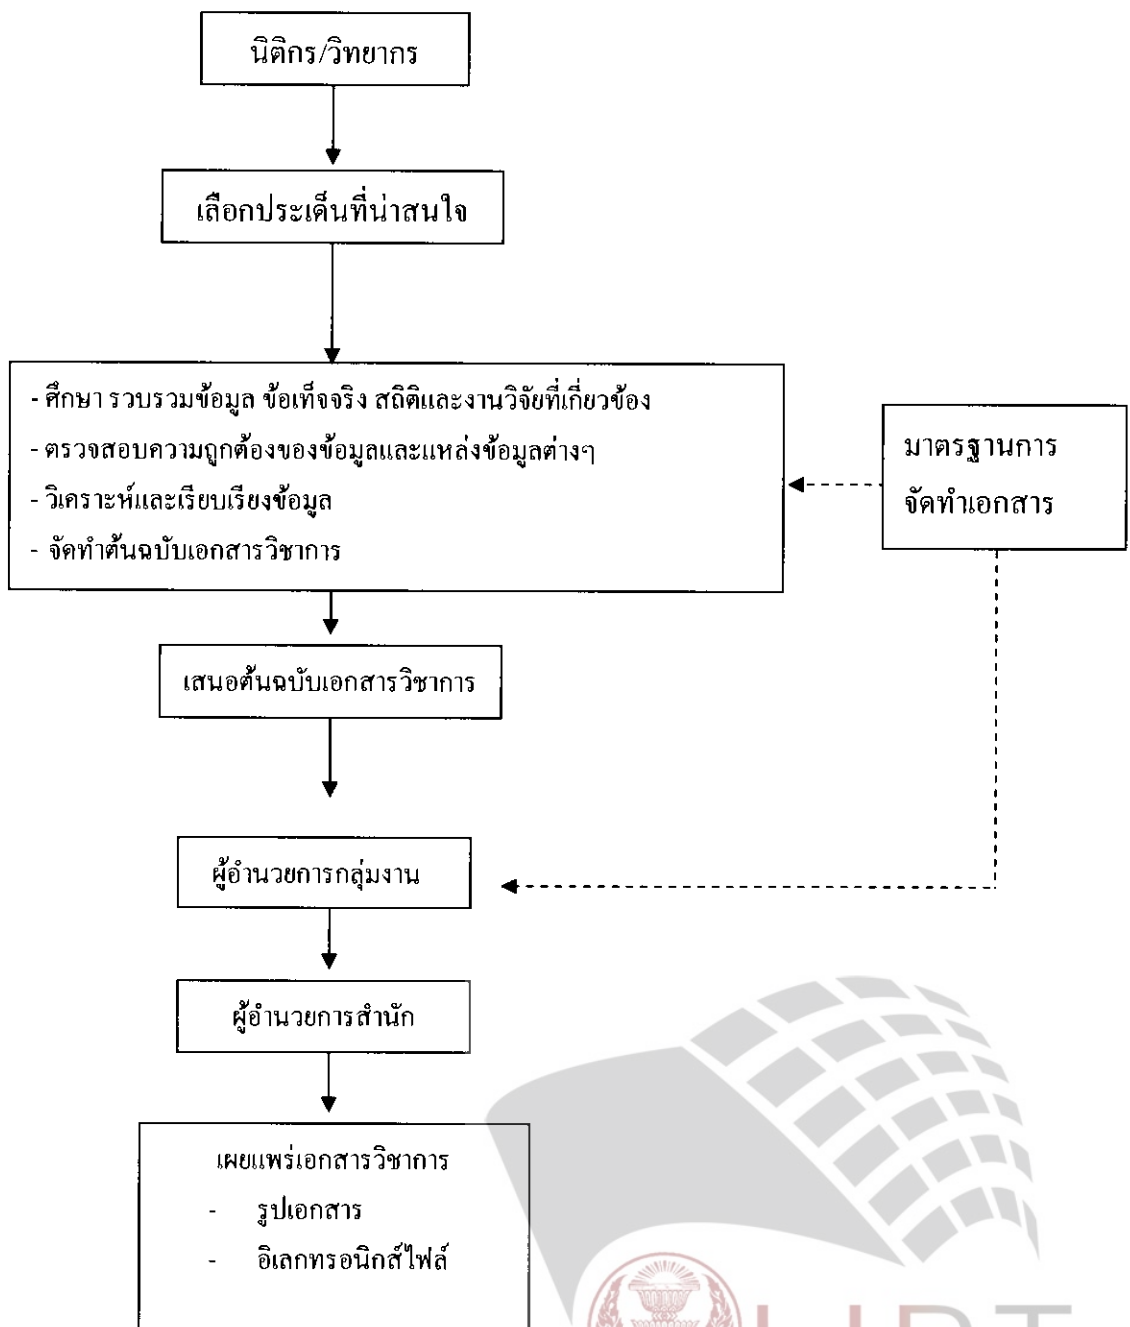 นิติกร/วิทยากร
เลือกประเด็นที่น่าสนใจ
- ศึกษา รวบรวมข้อมูล ข้อเท็จจริง สถิติและงานวิจัยที่เกี่ยวข้อง
- ตรวจสอบความถูกต้องของข้อมูลและแหล่งข้อมูลต่างๆ
- วิเคราะห์และเรียบเรียงข้อมูล
- จัดทำต้นฉบับเอกสารวิชาการ
มาตรฐานการ
จัดทำเอกสาร
เสนอต้นฉบับเอกสารวิชาการ
ผู้อำนวยการกลุ่มงาน
ผู้อำนวยการสำนัก
เผยแพร่เอกสารวิชาการ
- รูปเอกสาร
- อิเลกทรอนิกส์ไฟล์